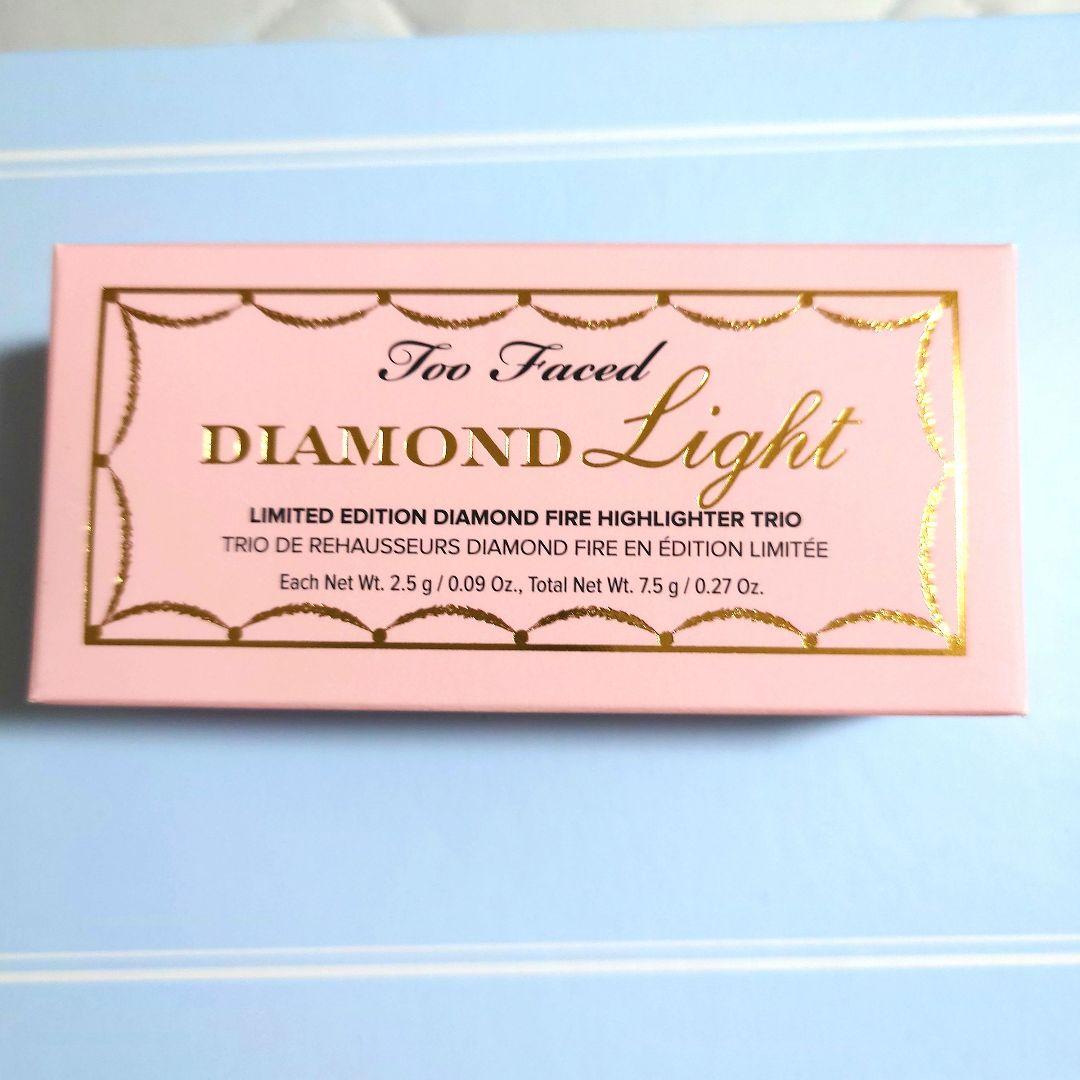 Too Faced
DIAMOND Light
LIMITED EDITION DIAMOND FIRE HIGHLIGHTER TRIO
TRIO DE REHAUSSEURS DIAMOND FIRE EN ÉDITION LIMITÉE
Each Net Wt. 2.5 g / 0.09 Oz., Total Net Wt. 7.5 g / 0.27 Oz.